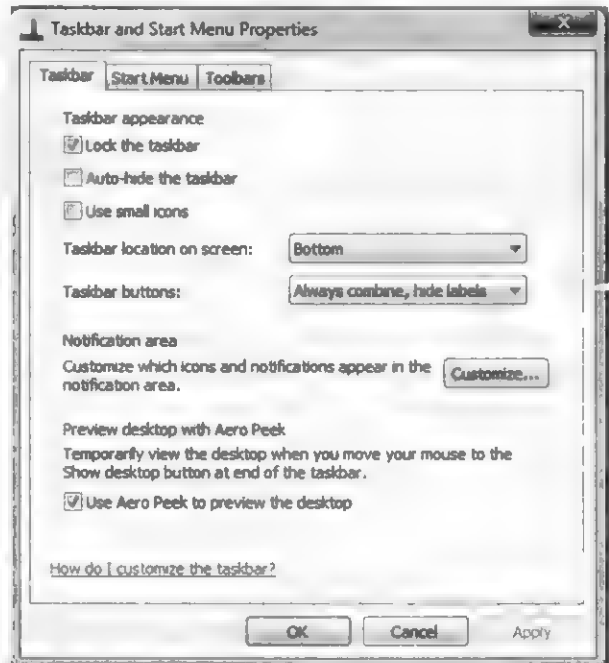 Taskbar and Start Menu Properties
Taskbar
Start Menu
Toolbars
Taskbar appearance
Lock the taskbar
Auto-hide the taskbar
Use small icons
Taskbar location on screen:
Bottom
Taskbar buttons:
Always combine, hide labels
Notification area
Customize which icons and notifications appear in the
notification area.
Customize...
Preview desktop with Aero Peek
Temporarily view the desktop when you move your mouse to the
Show desktop button at end of the taskbar.
Use Aero Peek to preview the desktop
How do I customize the taskbar?
OK
Cancel
Apply